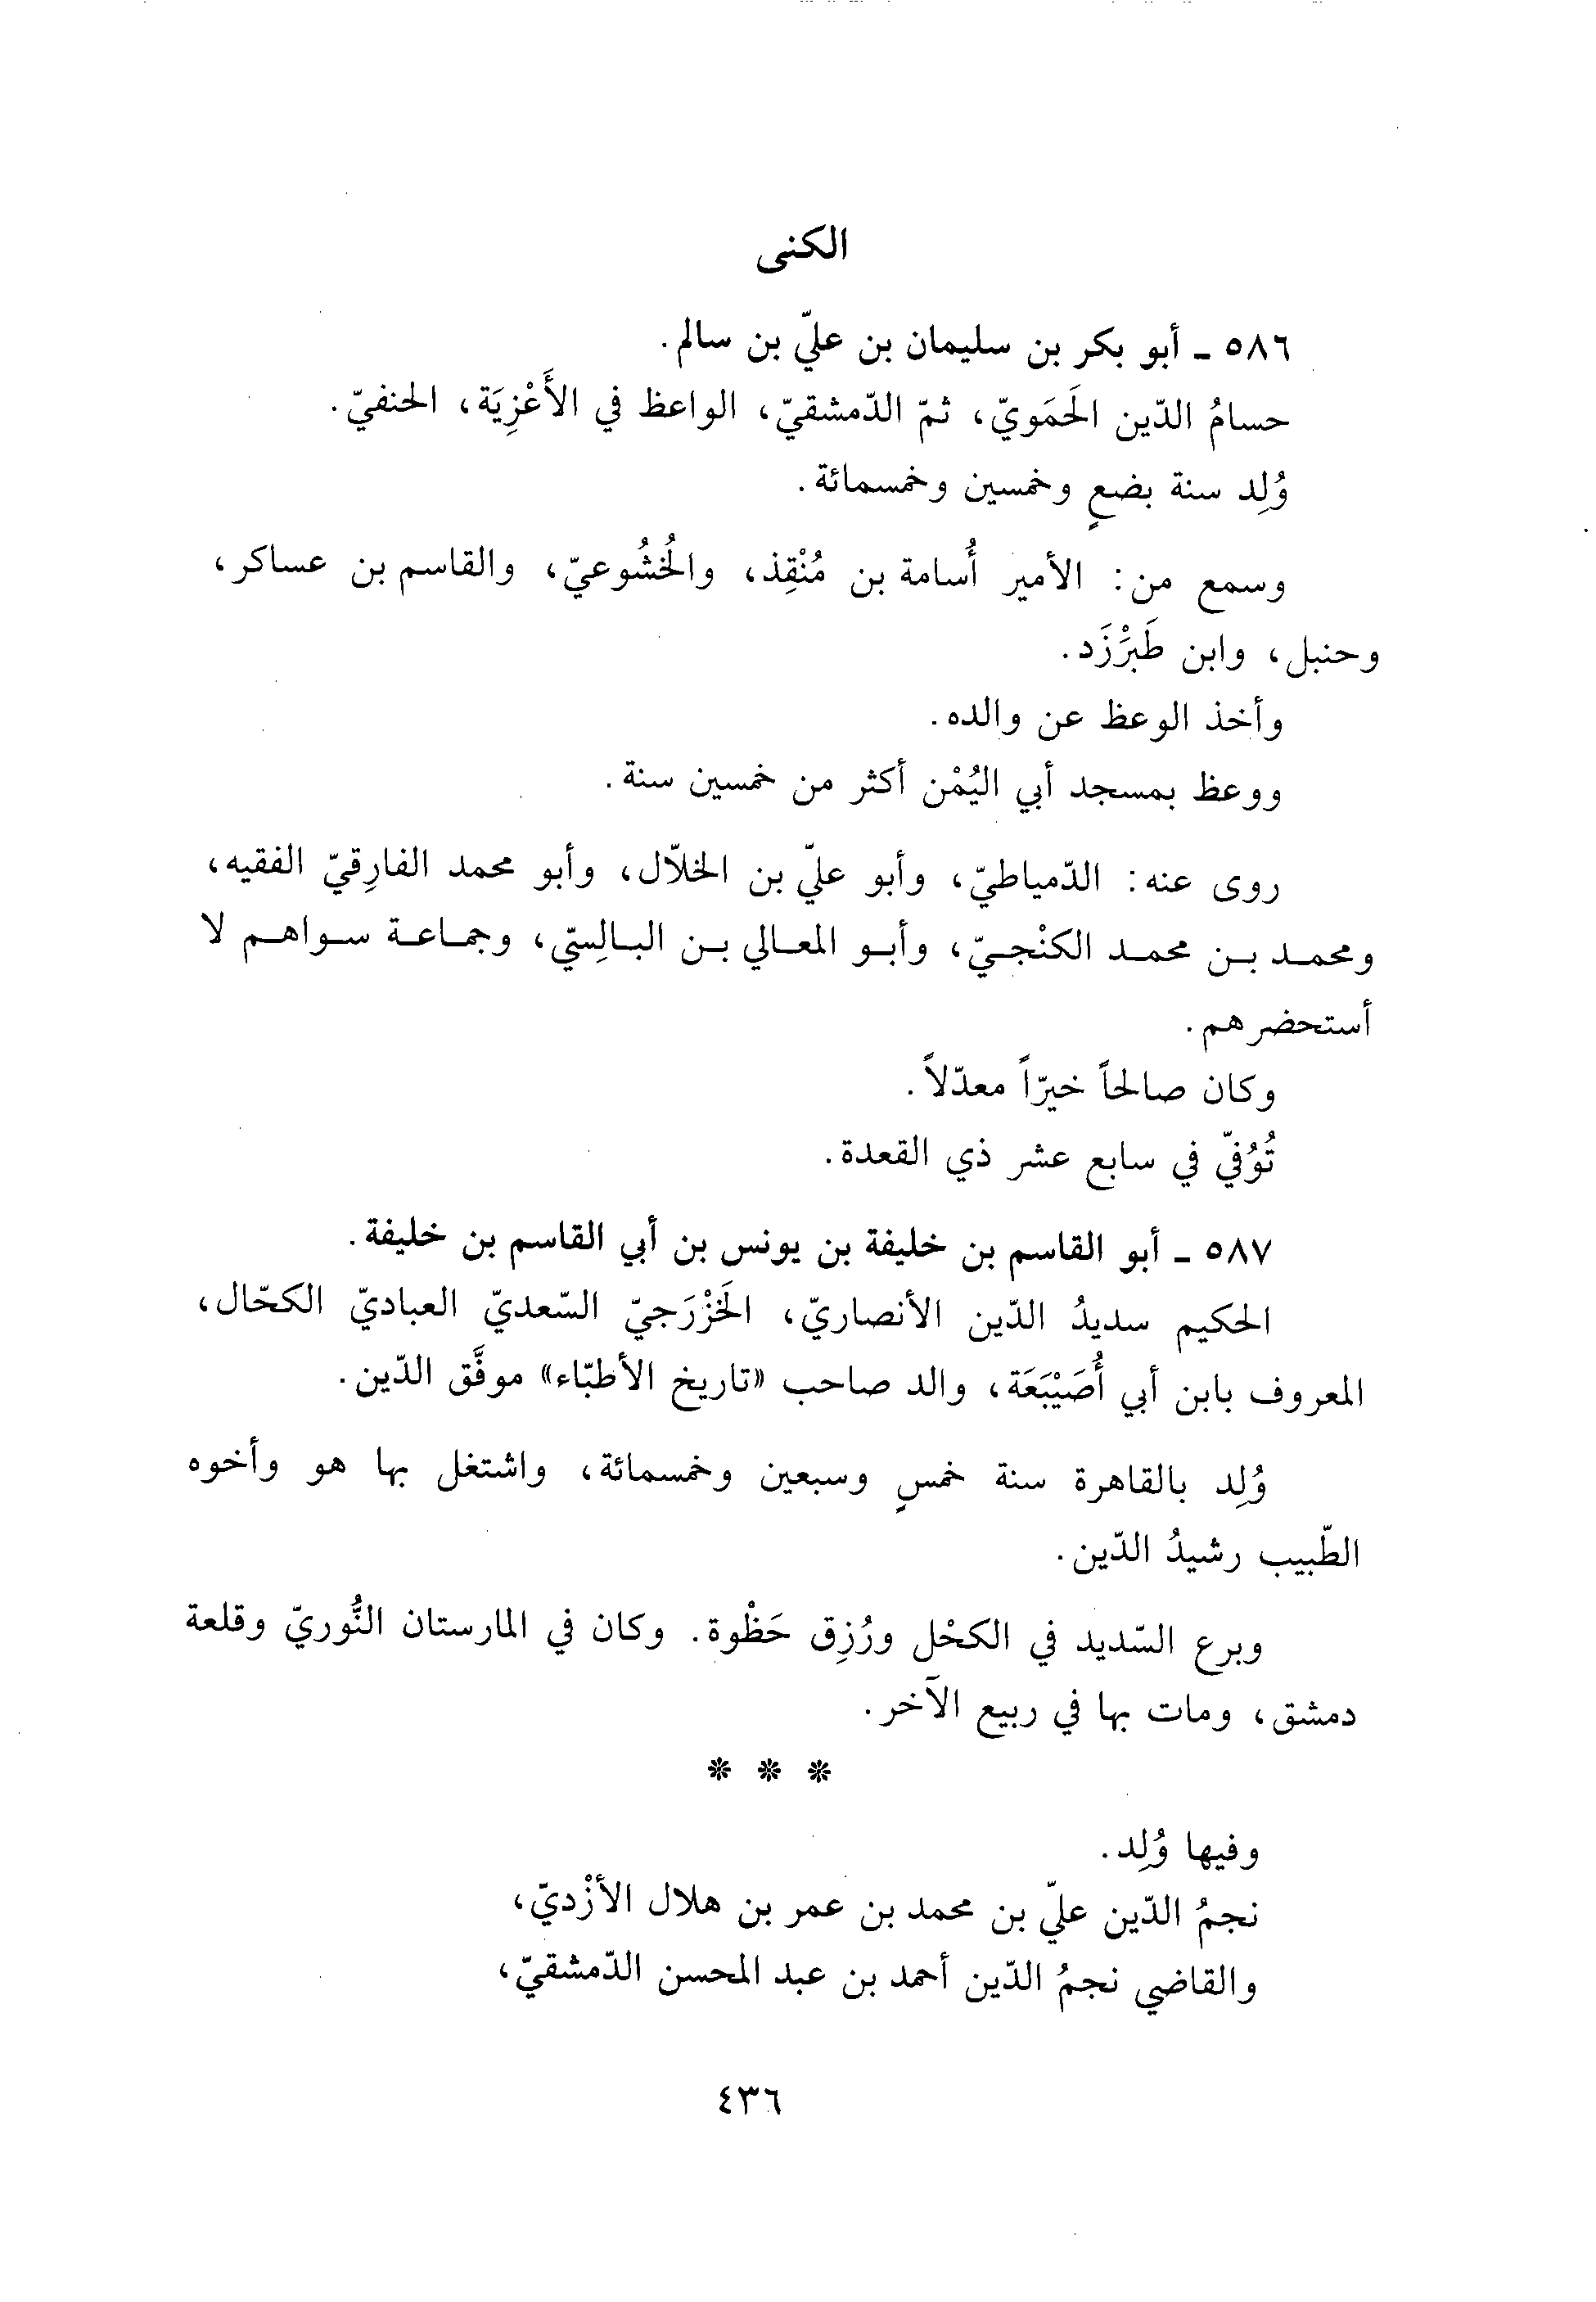 الكنى
٥٨٦ ـ أبو بكر بن سليمان بن عليّ بن سالم.
حسامُ الدّين الحَمَويّ، ثمّ الدّمشقيّ، الواعظ في الأَعْزِيَة، الحنفيّ.
وُلِد سنة بضعٍ وخمسين وخمسمائة.
وسمع من: الأمير أُسامة بن مُنْقِذ، والخُشُوعيّ، والقاسم بن عساكر،
وحنبل، وابن طَبَرْزَد.
وأخذ الوعظ عن والده.
ووعظ بمسجد أبي اليُمْن أكثر من خمسين سنة.
روى عنه: الدّمياطيّ، وأبو عليّ بن الخلّال، وأبو محمد الفارِقيّ الفقيه،
ومحمد بن محمد الكنْجيّ، وأبو المعالي بن البالِسيّ، وجماعة سواهم لا
أستحضرهم.
وكان صالحاً خيرّاً معدّلاً.
تُوُفيّ في سابع عشر ذي القعدة.
٥٨٧ ـ أبو القاسم بن خليفة بن يونس بن أبي القاسم بن خليفة.
الحكيم سديدُ الدّين الأنصاريّ، الخَزْرَجيّ السّعديّ العباديّ الكحّال،
المعروف بابن أبي أُصَيْبَعَة، والد صاحب «تاريخ الأطبّاء» موفَّق الدّين.
وُلِد بالقاهرة سنة خمسٍ وسبعين وخمسمائة، واشتغل بها هو وأخوه
الطّبيب رشيدُ الدّين.
وبرع السّديد في الكحْل ورُزِق حَظْوة. وكان في المارستان النُّوريّ وقلعة
دمشق، ومات بها في ربيع الآخر.
* * *
وفيها وُلِد.
نجمُ الدّين عليّ بن محمد بن عمر بن هلال الأزْديّ،
والقاضي نجمُ الدّين أحمد بن عبد المحسن الدّمشقيّ،
٤٣٦